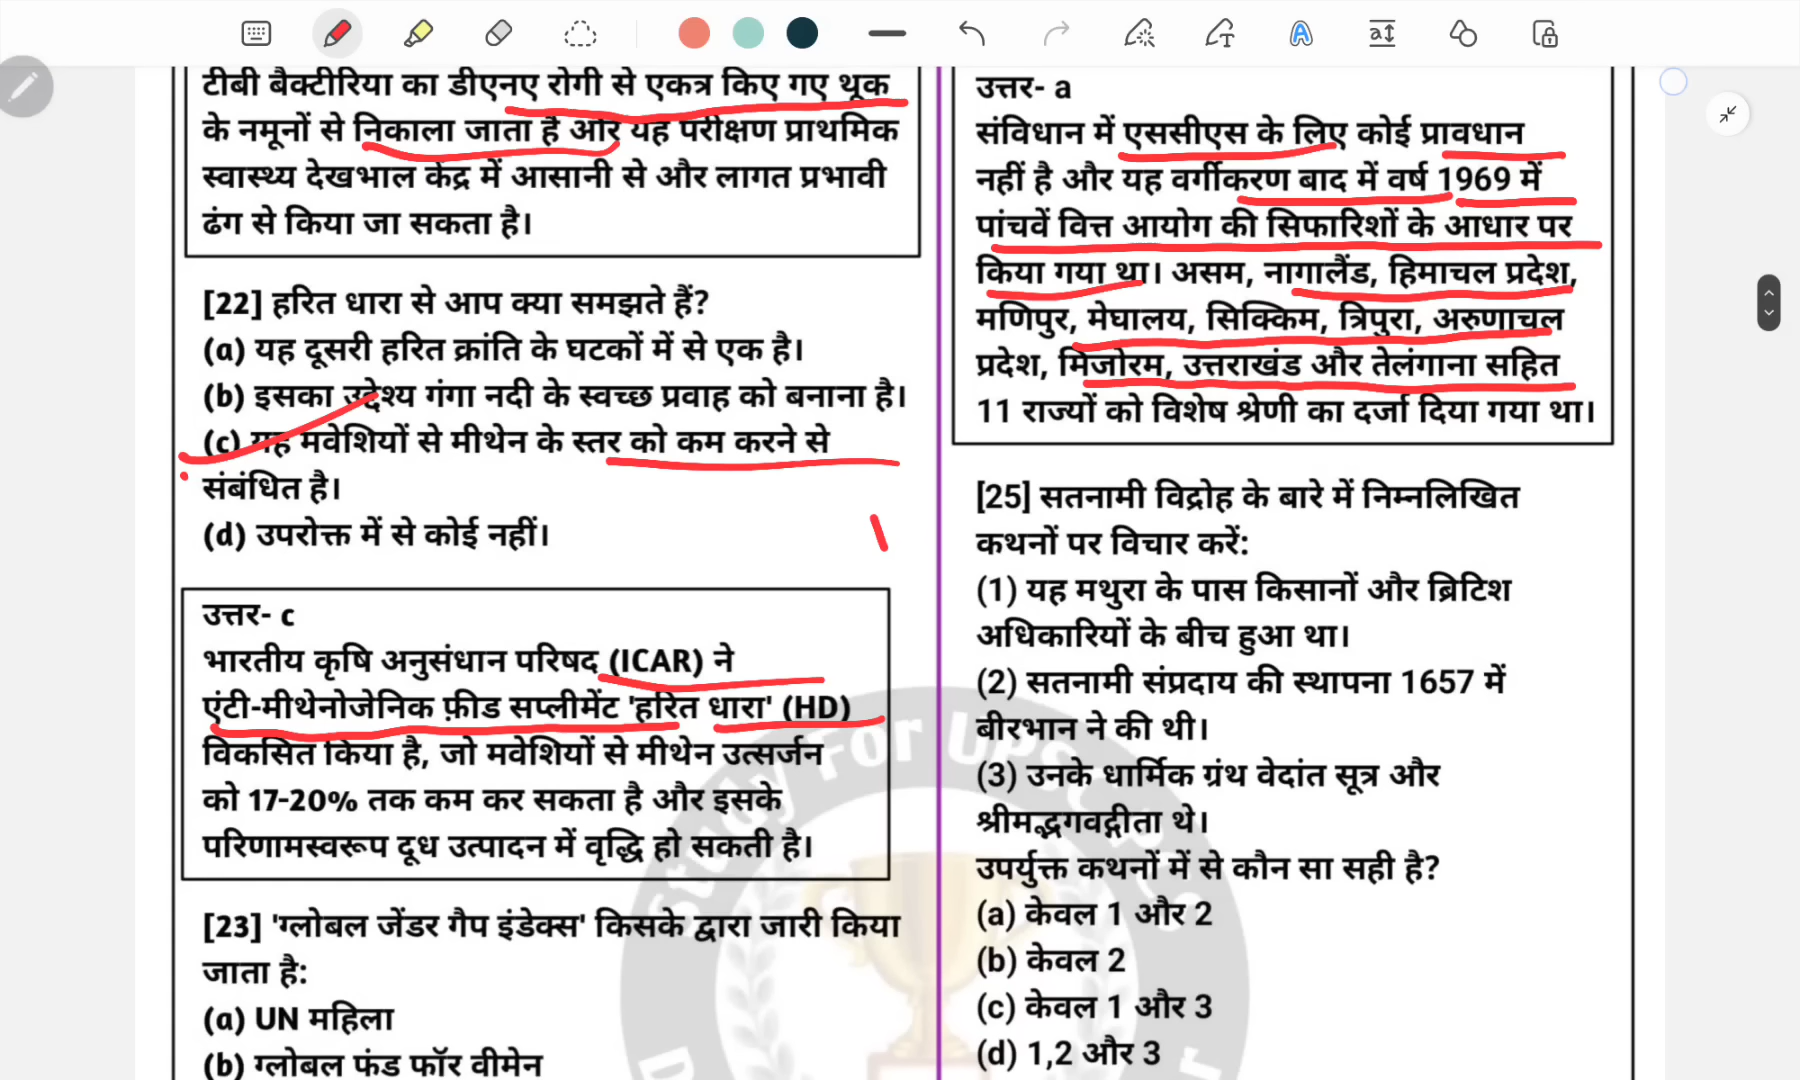 टीबी बैक्टीरिया का डीएनए रोगी से एकत्र किए गए थूक
के नमूनों से निकाला जाता है और यह परीक्षण प्राथमिक
स्वास्थ्य देखभाल केंद्र में आसानी से और लागत प्रभावी
ढंग से किया जा सकता है।
[22] हरित धारा से आप क्या समझते हैं?
(a) यह दूसरी हरित क्रांति के घटकों में से एक है।
(b) इसका उद्देश्य गंगा नदी के स्वच्छ प्रवाह को बनाना है।
(c) यह मवेशियों से मीथेन के स्तर को कम करने से
संबंधित है।
(d) उपरोक्त में से कोई नहीं।
उत्तर- c
भारतीय कृषि अनुसंधान परिषद (ICAR) ने
एंटी-मीथेनोजेनिक फ़ीड सप्लीमेंट 'हरित धारा' (HD)
विकसित किया है, जो मवेशियों से मीथेन उत्सर्जन
को 17-20% तक कम कर सकता है और इसके
परिणामस्वरूप दूध उत्पादन में वृद्धि हो सकती है।
[23] 'ग्लोबल जेंडर गैप इंडेक्स' किसके द्वारा जारी किया
जाता है:
(a) UN महिला
(b) ग्लोबल फंड फॉर वीमेन
उत्तर- a
संविधान में एससीएस के लिए कोई प्रावधान
नहीं है और यह वर्गीकरण बाद में वर्ष 1969 में
पांचवें वित्त आयोग की सिफारिशों के आधार पर
किया गया था। असम, नागालैंड, हिमाचल प्रदेश,
मणिपुर, मेघालय, सिक्किम, त्रिपुरा, अरुणाचल
प्रदेश, मिजोरम, उत्तराखंड और तेलंगाना सहित
11 राज्यों को विशेष श्रेणी का दर्जा दिया गया था।
[25] सतनामी विद्रोह के बारे में निम्नलिखित
कथनों पर विचार करें:
(1) यह मथुरा के पास किसानों और ब्रिटिश
अधिकारियों के बीच हुआ था।
(2) सतनामी संप्रदाय की स्थापना 1657 में
बीरभान ने की थी।
(3) उनके धार्मिक ग्रंथ वेदांत सूत्र और
श्रीमद्भगवद्गीता थे।
उपर्युक्त कथनों में से कौन सा सही है?
(a) केवल 1 और 2
(b) केवल 2
(c) केवल 1 और 3
(d) 1,2 और 3
Study For UPSC